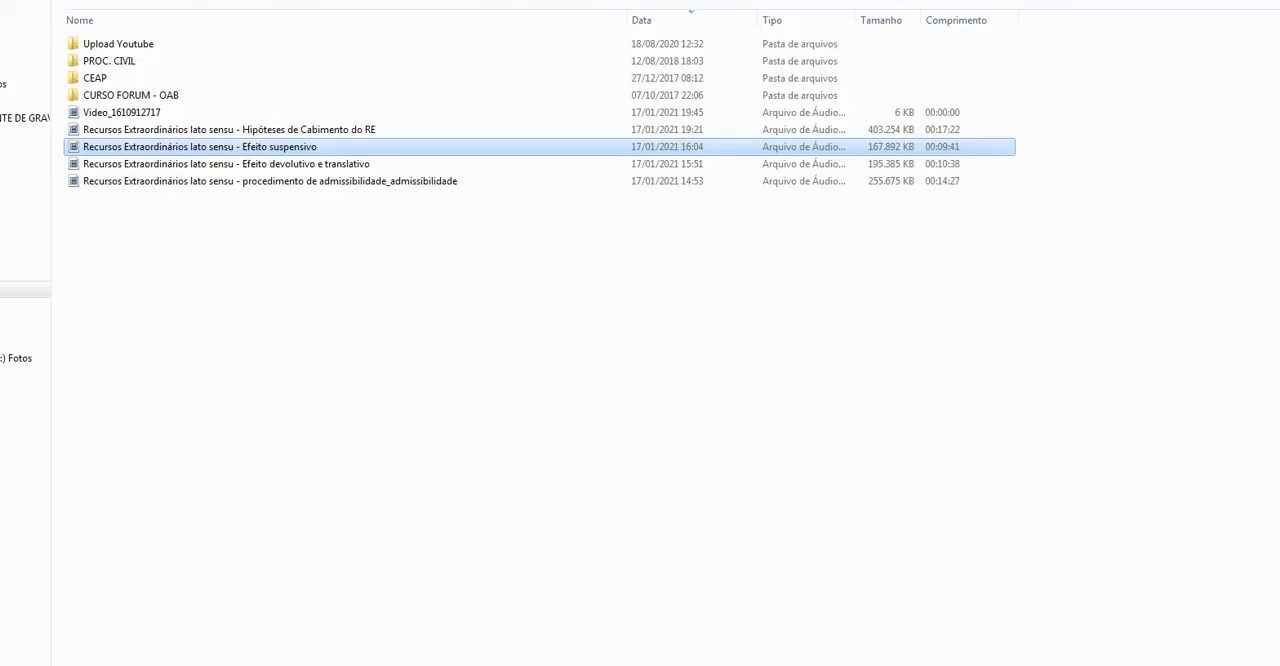 Nome Data Tipo Tamanho Comprimento
Upload Youtube 18/08/2020 12:32 Pasta de arquivos
PROC. CIVIL 12/08/2018 18:03 Pasta de arquivos
CEAP 27/12/2017 08:12 Pasta de arquivos
os
CURSO FORUM - OAB 07/10/2017 22:06 Pasta de arquivos
Video_1610912717 17/01/2021 19:45 Arquivo de Áudio... 6 KB 00:00:00
ITE DE GRAV
Recursos Extraordinários lato sensu - Hipóteses de Cabimento do RE 17/01/2021 19:21 Arquivo de Áudio... 403.254 KB 00:17:22
Recursos Extraordinários lato sensu - Efeito suspensivo 17/01/2021 16:04 Arquivo de Áudio... 167.892 KB 00:09:41
Recursos Extraordinários lato sensu - Efeito devolutivo e translativo 17/01/2021 15:51 Arquivo de Áudio... 195.385 KB 00:10:38
Recursos Extraordinários lato sensu - procedimento de admissibilidade_admissibilidade 17/01/2021 14:53 Arquivo de Áudio... 255.675 KB 00:14:27
:) Fotos